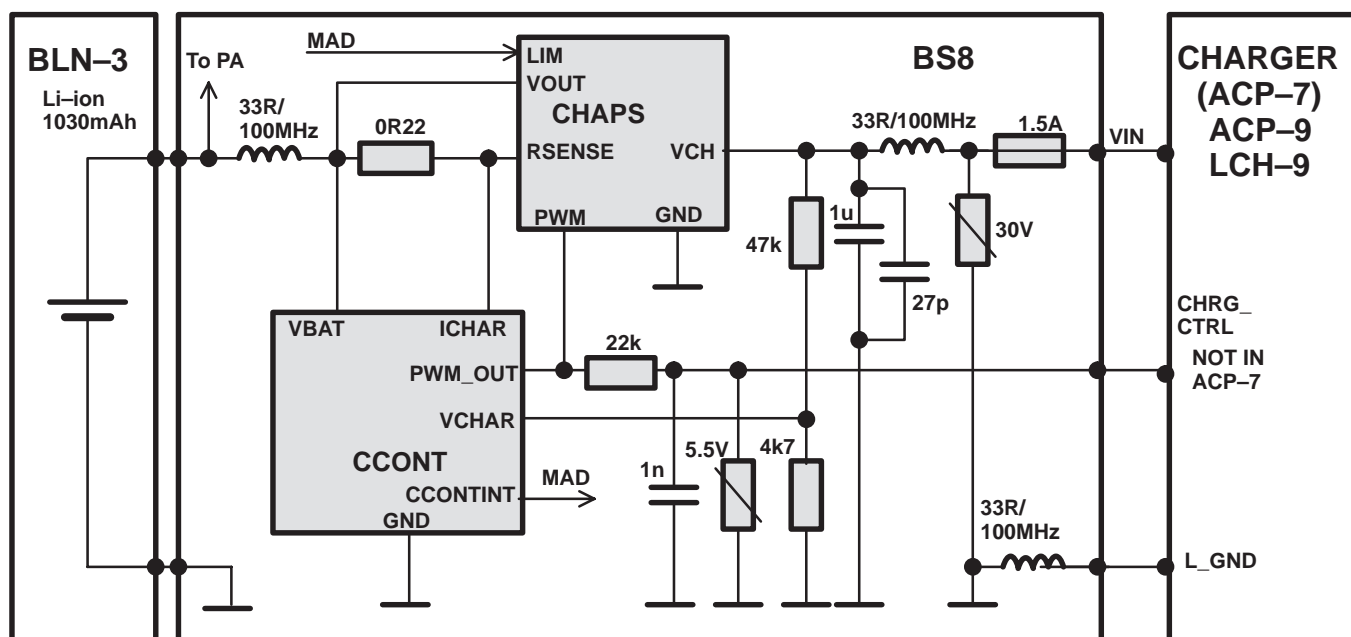 BLN–3
Li–ion
1030mAh
To PA
33R/
100MHz
0R22
MAD
LIM
VOUT
CHAPS
RSENSE
VCH
PWM
GND
BS8
33R/100MHz
1.5A
VIN
CHARGER
(ACP–7)
ACP–9
LCH–9
47k
1u
27p
30V
CHRG_
CTRL
NOT IN
ACP–7
VBAT
ICHAR
PWM_OUT
VCHAR
CCONT
CCONTINT
GND
MAD
22k
1n
5.5V
4k7
33R/
100MHz
L_GND